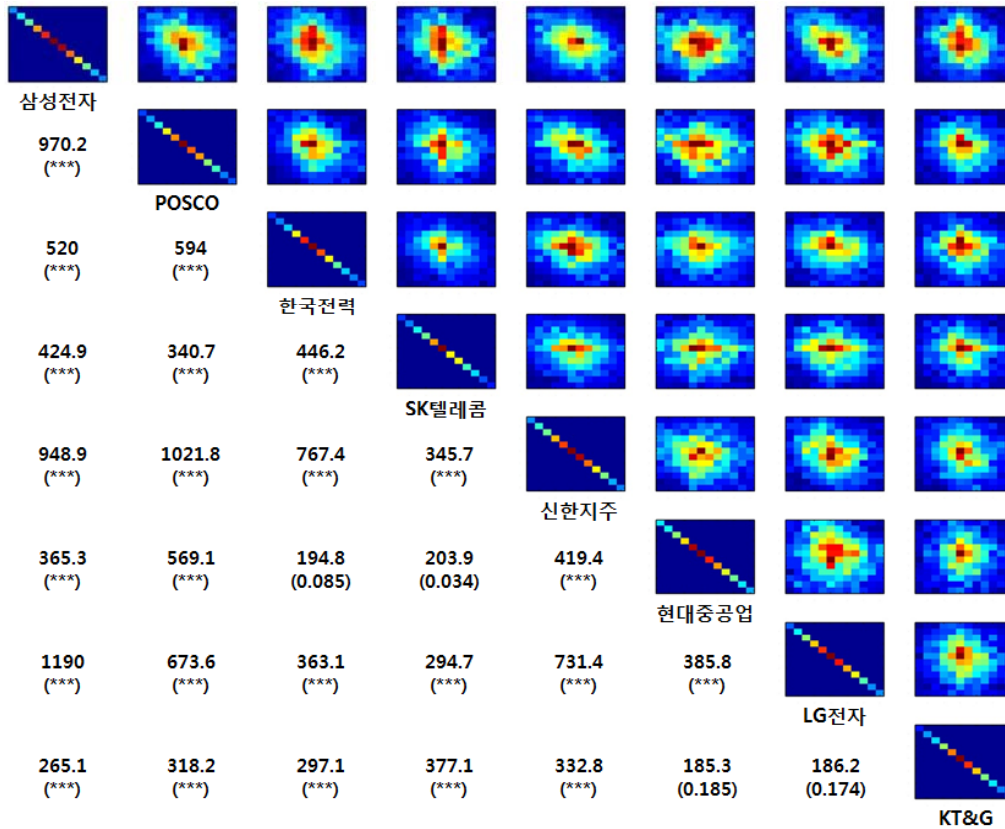 삼성전자
970.2
(***)
POSCO
520 594
(***) (***)
한국전력
424.9 340.7 446.2
(***) (***) (***)
SK텔레콤
948.9 1021.8 767.4 345.7
(***) (***) (***) (***)
신한지주
365.3 569.1 194.8 203.9 419.4
(***) (***) (0.085) (0.034) (***)
현대중공업
1190 673.6 363.1 294.7 731.4 385.8
(***) (***) (***) (***) (***) (***)
LG전자
265.1 318.2 297.1 377.1 332.8 185.3 186.2
(***) (***) (***) (***) (***) (0.185) (0.174)
KT&G